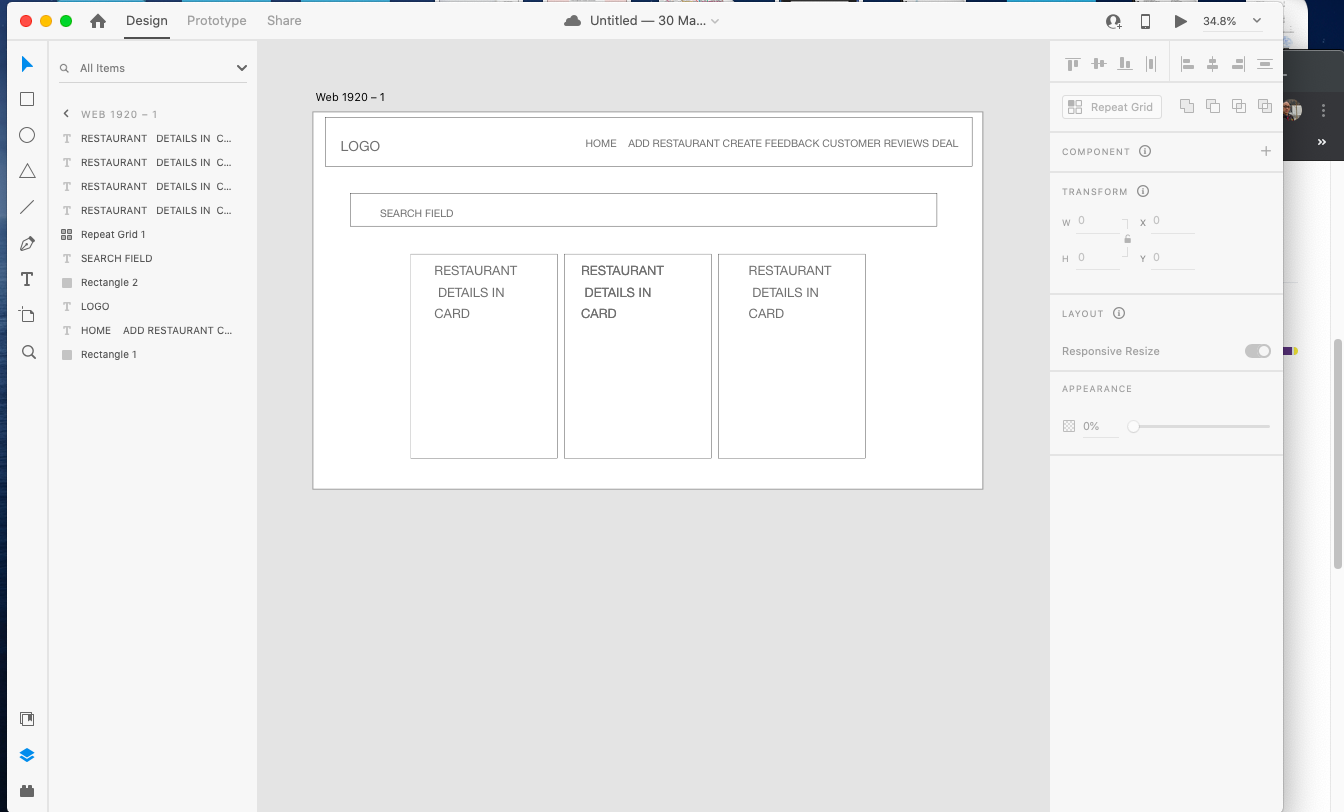 Design Prototype Share Untitled — 30 Ma... 34.8%
All Items
WEB 1920 – 1
RESTAURANT DETAILS IN C...
RESTAURANT DETAILS IN C...
RESTAURANT DETAILS IN C...
RESTAURANT DETAILS IN C...
Repeat Grid 1
SEARCH FIELD
Rectangle 2
LOGO
HOME ADD RESTAURANT C...
Rectangle 1
Web 1920 – 1
LOGO HOME ADD RESTAURANT CREATE FEEDBACK CUSTOMER REVIEWS DEAL
SEARCH FIELD
RESTAURANT
DETAILS IN
CARD
RESTAURANT
DETAILS IN
CARD
RESTAURANT
DETAILS IN
CARD
Repeat Grid
COMPONENT
TRANSFORM
W 0 X 0
H 0 Y 0
LAYOUT
Responsive Resize
APPEARANCE
0%